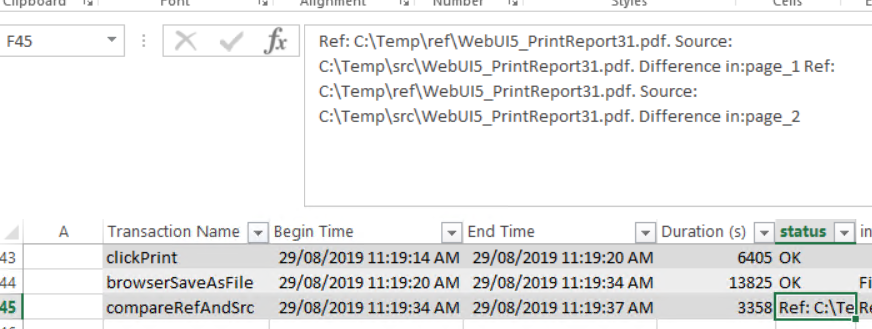 Clipboard Font Alignment Number Styles Cells
F45 fx Ref: C:\Temp\ref\WebUI5_PrintReport31.pdf. Source:
C:\Temp\src\WebUI5_PrintReport31.pdf. Difference in:page_1 Ref:
C:\Temp\ref\WebUI5_PrintReport31.pdf. Source:
C:\Temp\src\WebUI5_PrintReport31.pdf. Difference in:page_2
A Transaction Name Begin Time End Time Duration (s) status in
43 clickPrint 29/08/2019 11:19:14 AM 29/08/2019 11:19:20 AM 6405 OK
44 browserSaveAsFile 29/08/2019 11:19:20 AM 29/08/2019 11:19:34 AM 13825 OK Fi
45 compareRefAndSrc 29/08/2019 11:19:34 AM 29/08/2019 11:19:37 AM 3358 Ref: C:\Te Re